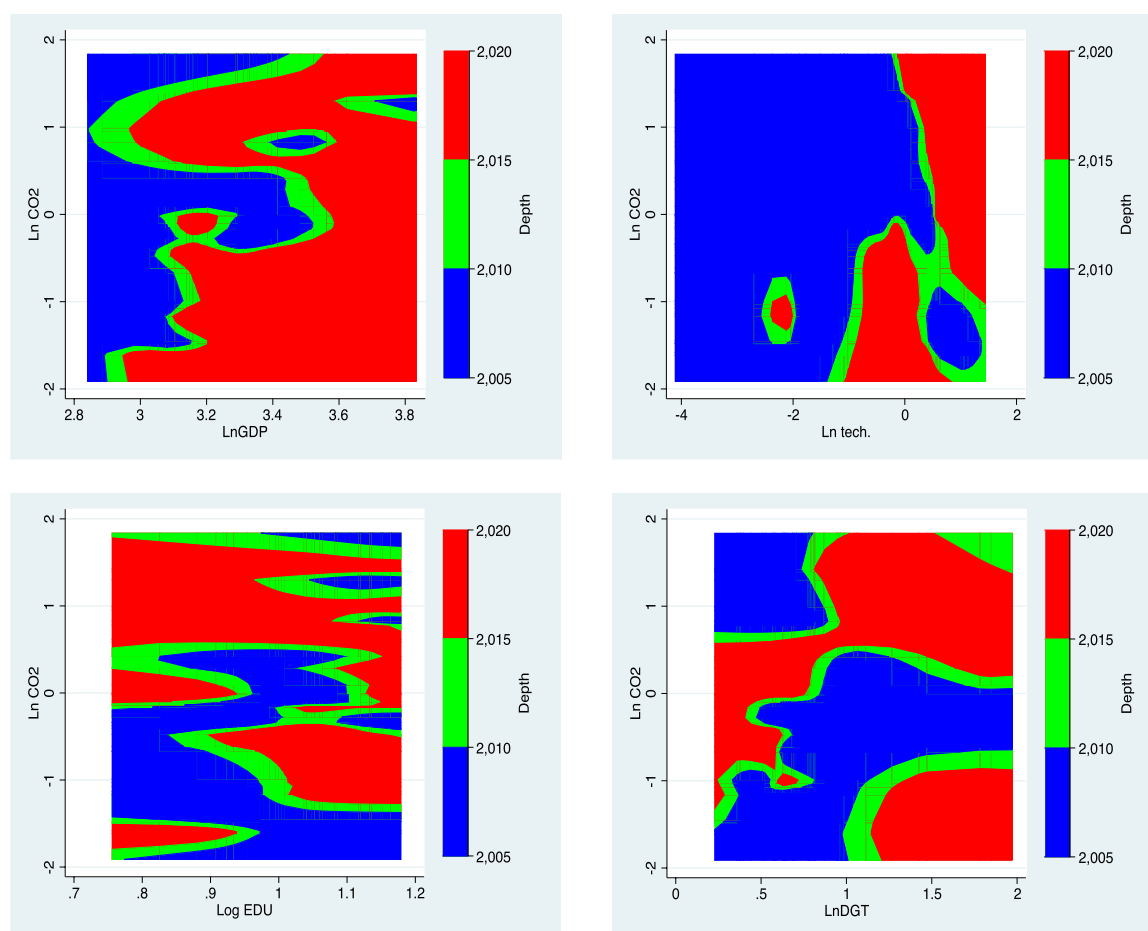 2
1
0
-1
-2
Ln CO2
2.8 3 3.2 3.4 3.6 3.8
LnGDP
2,020
2,015
2,010
2,005
Depth
2
1
0
-1
-2
Ln CO2
-4 -2 0 2
Ln tech.
2,020
2,015
2,010
2,005
Depth
2
1
0
-1
-2
Ln CO2
.7 .8 .9 1 1.1 1.2
Log EDU
2,020
2,015
2,010
2,005
Depth
2
1
0
-1
-2
Ln CO2
0 .5 1 1.5 2
LnDGT
2,020
2,015
2,010
2,005
Depth